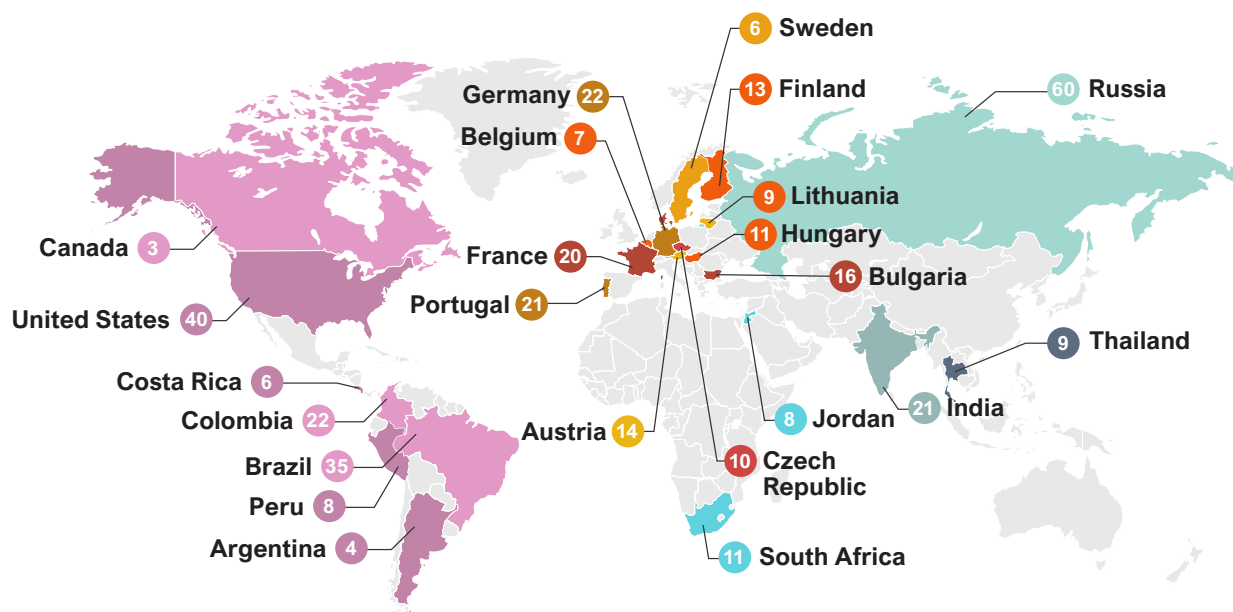 6 Sweden
Germany 22
13 Finland
60 Russia
Belgium 7
9 Lithuania
11 Hungary
Canada 3
France 20
16 Bulgaria
Portugal 21
United States 40
9 Thailand
Costa Rica 6
Colombia 22
21 India
8 Jordan
Austria 14
Brazil 35
10 Czech
Republic
Peru 8
Argentina 4
11 South Africa